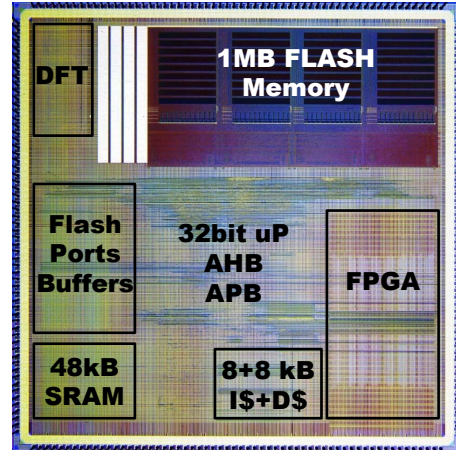 DFT
1MB FLASH
Memory
Flash
Ports
Buffers
32bit uP
AHB
APB
FPGA
48kB
SRAM
8+8 kB
I$+D$